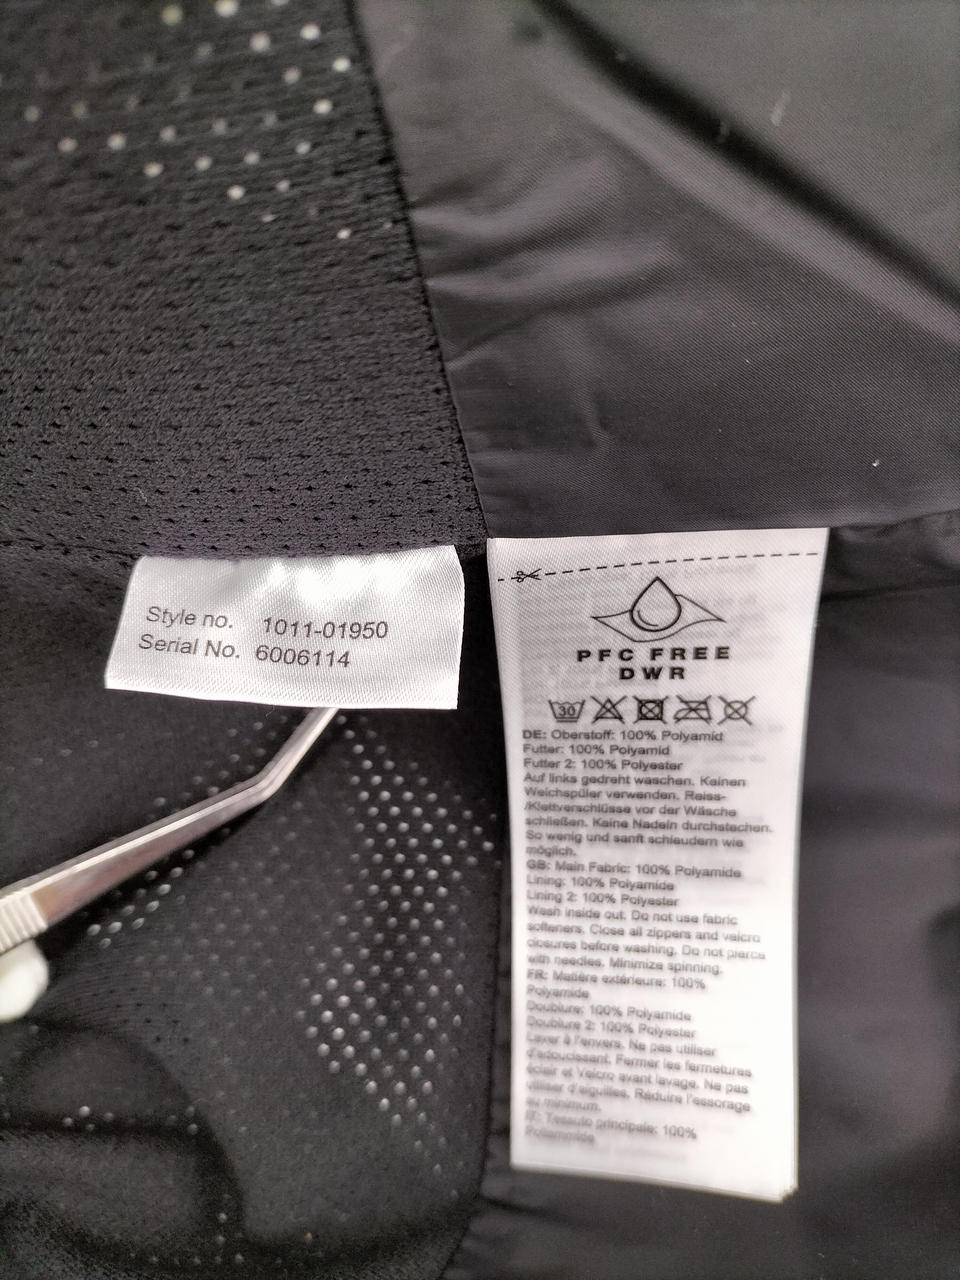 Style no. 1011-01950
Serial No. 6006114
PFC FREE
DWR
30
DE: Oberstoff: 100% Polyamid
Futter: 100% Polyamid
Futter 2: 100% Polyester
Auf links gedreht waschen. Keinen
Weichspüler verwenden. Reiss-
/Klettverschlüsse vor der Wäsche
schließen. Keine Nadeln durchstechen.
So wenig und sanft schleudern wie
möglich.
GB: Main Fabric: 100% Polyamide
Lining: 100% Polyamide
Lining 2: 100% Polyester
Wash inside out. Do not use fabric
softeners. Close all zippers and velcro
closures before washing. Do not pierce
with needles. Minimize spinning.
FR: Matière extérieure: 100%
Polyamide
Doublure: 100% Polyamide
Doublure 2: 100% Polyester
Laver à l'envers. Ne pas utiliser
d'adoucissant. Fermer les fermetures
éclair et Velcro avant lavage. Ne pas
utiliser d'aiguilles. Réduire l'essorage
au minimum.
IT: Tessuto principale: 100%